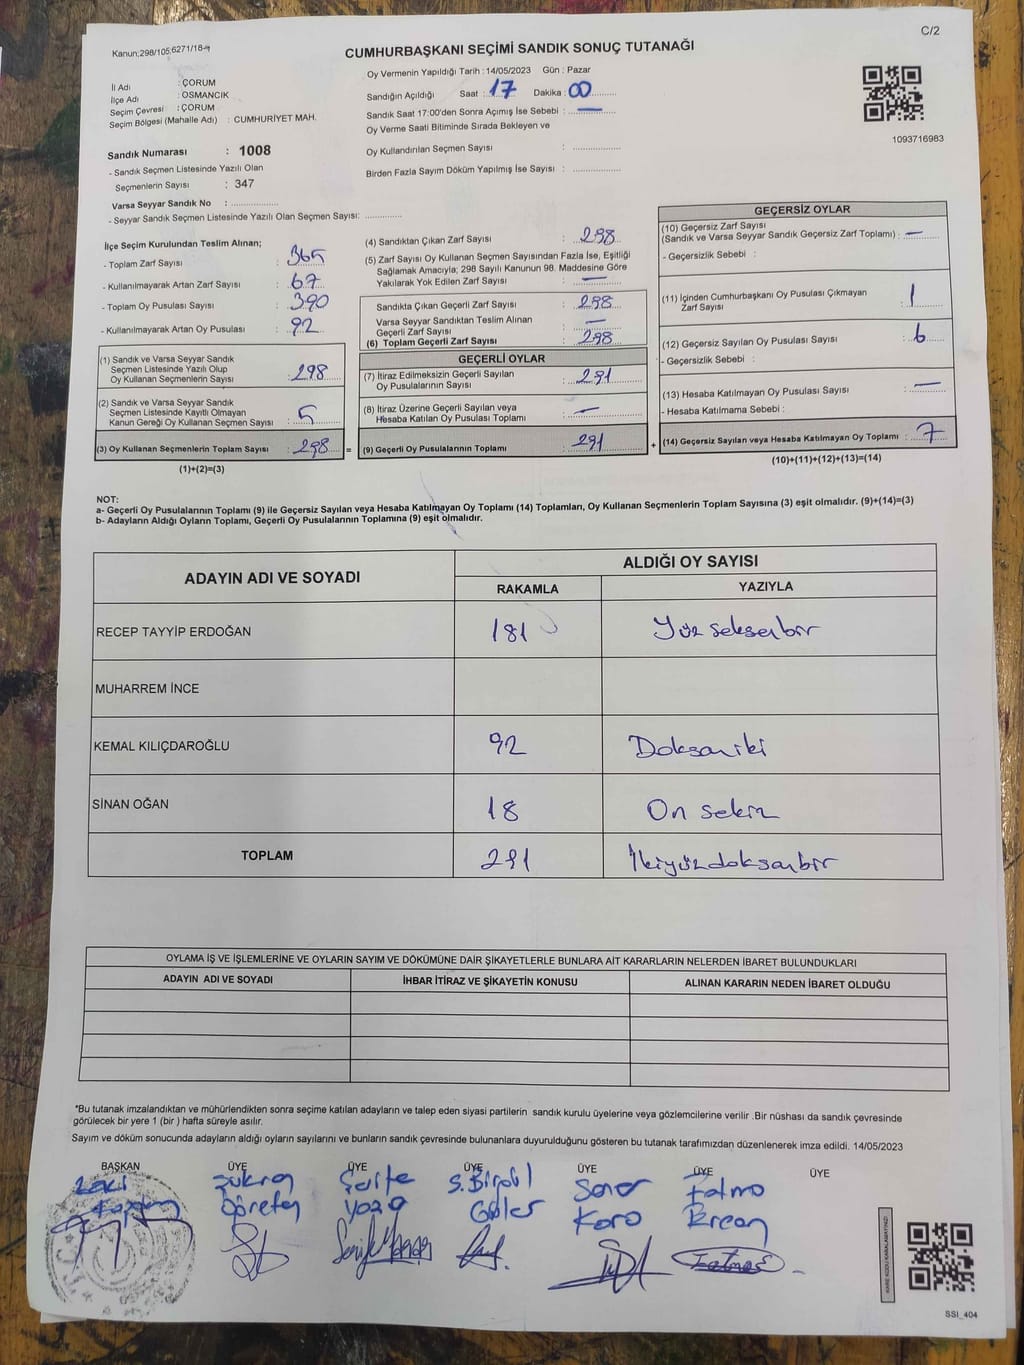 C/2
Kanun:298/105,6271/18-4
CUMHURBAŞKANI SEÇİMİ SANDIK SONUÇ TUTANAĞI
İl Adı : ÇORUM
İlçe Adı : OSMANCIK
Seçim Çevresi : ÇORUM
Seçim Bölgesi (Mahalle Adı) : CUMHURİYET MAH.
Sandık Numarası : 1008
- Sandık Seçmen Listesinde Yazılı Olan
Seçmenlerin Sayısı : 347
Varsa Seyyar Sandık No : ....................
- Seyyar Sandık Seçmen Listesinde Yazılı Olan Seçmen Sayısı: ..............
Oy Vermenin Yapıldığı Tarih : 14/05/2023 Gün : Pazar
Sandığın Açıldığı Saat : 17 Dakika : 00
Sandık Saat 17:00'den Sonra Açımış İse Sebebi : —
Oy Verme Saati Bitiminde Sırada Bekleyen ve
Oy Kullandırılan Seçmen Sayısı : ..................
Birden Fazla Sayım Döküm Yapılmış İse Sayısı : ..................
1093716983
İlçe Seçim Kurulundan Teslim Alınan;
- Toplam Zarf Sayısı : 365
- Kullanılmayarak Artan Zarf Sayısı : 67
- Toplam Oy Pusulası Sayısı : 390
- Kullanılmayarak Artan Oy Pusulası : 92
(1) Sandık ve Varsa Seyyar Sandık
Seçmen Listesinde Yazılı Olup
Oy Kullanan Seçmenlerin Sayısı : 298
(2) Sandık ve Varsa Seyyar Sandık
Seçmen Listesinde Kayıtlı Olmayan
Kanun Gereği Oy Kullanan Seçmen Sayısı : 5
(3) Oy Kullanan Seçmenlerin Toplam Sayısı : 298 =
(1)+(2)=(3)
(4) Sandıktan Çıkan Zarf Sayısı : 298
(5) Zarf Sayısı Oy Kullanan Seçmen Sayısından Fazla İse, Eşitliği
Sağlamak Amacıyla; 298 Sayılı Kanunun 98. Maddesine Göre
Yakılarak Yok Edilen Zarf Sayısı : —
Sandıkta Çıkan Geçerli Zarf Sayısı : 298
Varsa Seyyar Sandıktan Teslim Alınan
Geçerli Zarf Sayısı : —
(6) Toplam Geçerli Zarf Sayısı : 298
GEÇERLİ OYLAR
(7) İtiraz Edilmeksizin Geçerli Sayılan
Oy Pusulalarının Sayısı : 291
(8) İtiraz Üzerine Geçerli Sayılan veya
Hesaba Katılan Oy Pusulası Toplamı : —
(9) Geçerli Oy Pusulalarının Toplamı : 291 +
GEÇERSİZ OYLAR
(10) Geçersiz Zarf Sayısı
(Sandık ve Varsa Seyyar Sandık Geçersiz Zarf Toplamı) : —
- Geçersizlik Sebebi :
(11) İçinden Cumhurbaşkanı Oy Pusulası Çıkmayan
Zarf Sayısı : 1
(12) Geçersiz Sayılan Oy Pusulası Sayısı : 6
- Geçersizlik Sebebi :
(13) Hesaba Katılmayan Oy Pusulası Sayısı : —
- Hesaba Katılmama Sebebi :
(14) Geçersiz Sayılan veya Hesaba Katılmayan Oy Toplamı : 7
(10)+(11)+(12)+(13)=(14)
NOT:
a- Geçerli Oy Pusulalarının Toplamı (9) ile Geçersiz Sayılan veya Hesaba Katılmayan Oy Toplamı (14) Toplamları, Oy Kullanan Seçmenlerin Toplam Sayısına (3) eşit olmalıdır. (9)+(14)=(3)
b- Adayların Aldığı Oyların Toplamı, Geçerli Oy Pusulalarının Toplamına (9) eşit olmalıdır.
ADAYIN ADI VE SOYADI
ALDIĞI OY SAYISI
RAKAMLA YAZIYLA
RECEP TAYYİP ERDOĞAN 181 Yüz seksenbir
MUHARREM İNCE
KEMAL KILIÇDAROĞLU 92 Doksaniki
SİNAN OĞAN 18 On sekiz
TOPLAM 291 İkiyüzdoksanbir
OYLAMA İŞ VE İŞLEMLERİNE VE OYLARIN SAYIM VE DÖKÜMÜNE DAİR ŞİKAYETLERLE BUNLARA AİT KARARLARIN NELERDEN İBARET BULUNDUKLARI
ADAYIN ADI VE SOYADI İHBAR İTİRAZ VE ŞİKAYETİN KONUSU ALINAN KARARIN NEDEN İBARET OLDUĞU
*Bu tutanak imzalandıktan ve mühürlendikten sonra seçime katılan adayların ve talep eden siyasi partilerin sandık kurulu üyelerine veya gözlemcilerine verilir .Bir nüshası da sandık çevresinde
görülecek bir yere 1 (bir ) hafta süreyle asılır.
Sayım ve döküm sonucunda adayların aldığı oyların sayılarını ve bunların sandık çevresinde bulunanlara duyurulduğunu gösteren bu tutanak tarafımızdan düzenlenerek imza edildi. 14/05/2023
BAŞKAN ÜYE ÜYE ÜYE ÜYE ÜYE ÜYE
Zeki Şükran Şerife S. Birgül Soner Fatma
Öğreten Koro Ercan
T.C.
Fatma
KARE KODU KARALAMAYINIZ!
SSI_404